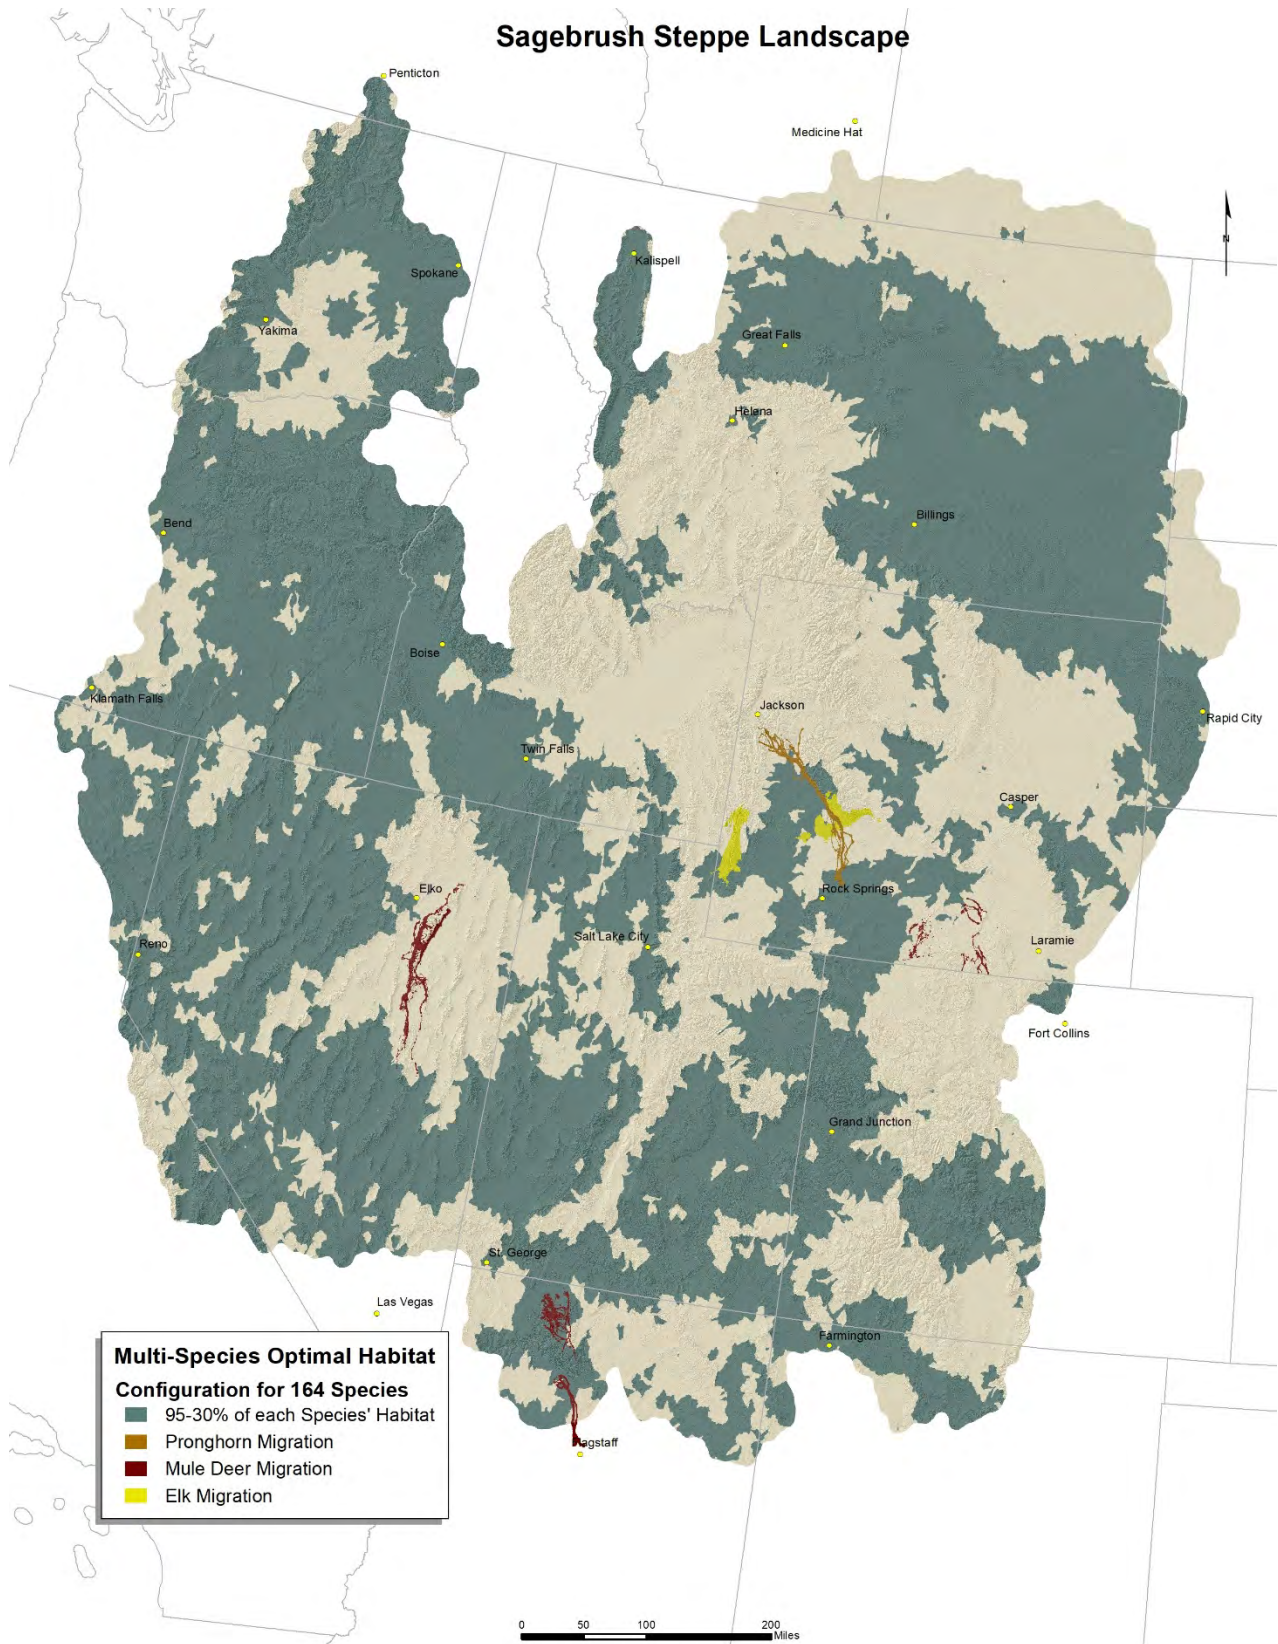 Sagebrush Steppe Landscape
Penticton
Medicine Hat
N
Kalispell
Spokane
Yakima
Great Falls
Helena
Billings
Bend
Boise
Klamath Falls
Jackson
Rapid City
Twin Falls
Casper
Elko
Rock Springs
Reno
Salt Lake City
Laramie
Fort Collins
Grand Junction
St. George
Las Vegas
Farmington
Flagstaff
Multi-Species Optimal Habitat
Configuration for 164 Species
95-30% of each Species' Habitat
Pronghorn Migration
Mule Deer Migration
Elk Migration
0 50 100 200
Miles